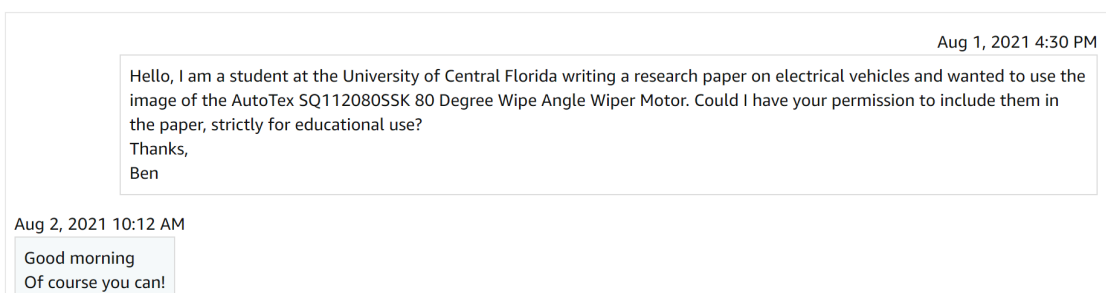 Aug 1, 2021 4:30 PM
Hello, I am a student at the University of Central Florida writing a research paper on electrical vehicles and wanted to use the
image of the AutoTex SQ112080SSK 80 Degree Wipe Angle Wiper Motor. Could I have your permission to include them in
the paper, strictly for educational use?
Thanks,
Ben
Aug 2, 2021 10:12 AM
Good morning
Of course you can!